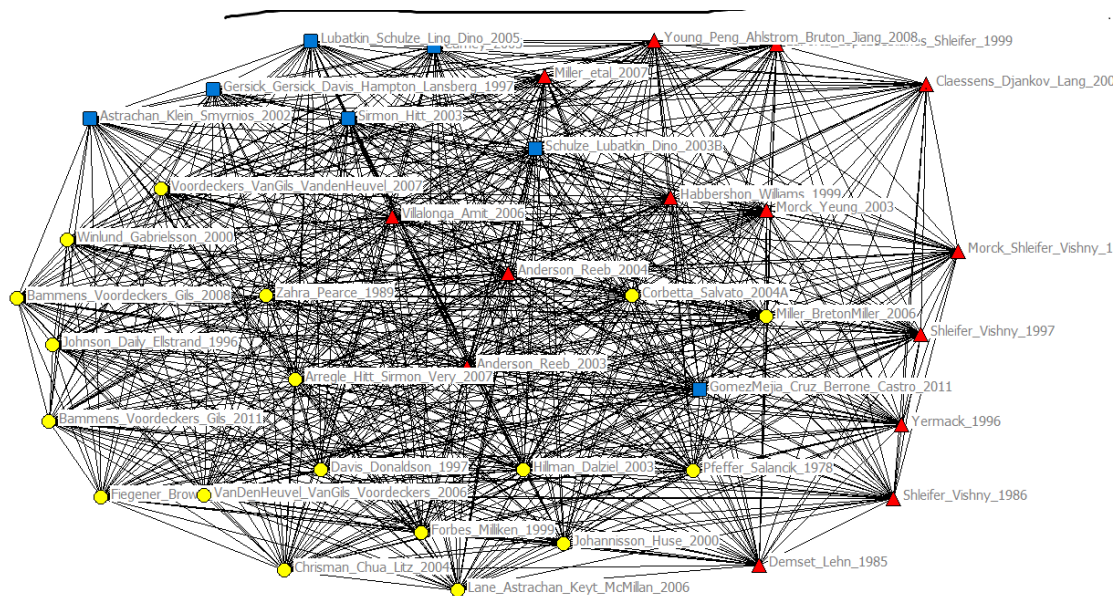 Lubatkin_Schulze_Ling_Dino_2005
Young_Peng_Ahlstrom_Bruton_Jiang_2008
Shleifer_1999
Miller_etal_2007
Claessens_Djankov_Lang_200
Gersick_Gersick_Davis_Hampton_Lansberg_1997
Astrachan_Klein_Smyrnios_2002
Sirmon_Hitt_2003
Schulze_Lubatkin_Dino_2003B
Voordeckers_VanGils_VandenHeuvel_2007
Habbershon_Williams_1999
Villalonga_Amit_2006
Morck_Yeung_2003
Winlund_Gabrielsson_2000
Morck_Shleifer_Vishny_1
Anderson_Reeb_2004
Bammens_Voordeckers_Gils_2008
Zahra_Pearce_1989
Corbetta_Salvato_2004A
Miller_BretonMiller_2006
Shleifer_Vishny_1997
Johnson_Daily_Ellstrand_1996
Anderson_Reeb_2003
Arregle_Hitt_Sirmon_Very_2007
GomezMejia_Cruz_Berrone_Castro_2011
Bammens_Voordeckers_Gils_2011
Yermack_1996
Davis_Donaldson_1997
Hillman_Dalziel_2003
Pfeffer_Salancik_1978
Fiegener_Brow
VanDenHeuvel_VanGils_Voordeckers_2006
Shleifer_Vishny_1986
Forbes_Milliken_1999
Johannisson_Huse_2000
Chrisman_Chua_Litz_2004
Demset_Lehn_1985
Lane_Astrachan_Keyt_McMillan_2006